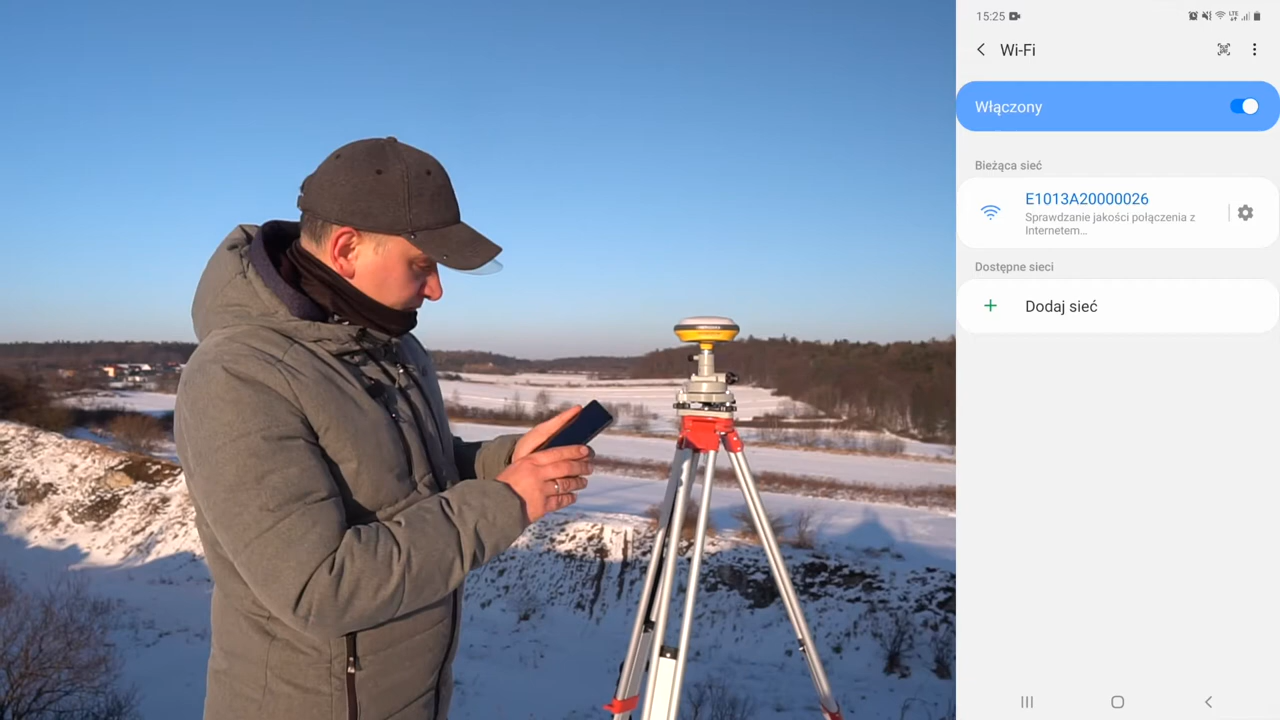 15:25
Wi-Fi
Włączony
Bieżąca sieć
E1013A20000026
Sprawdzanie jakości połączenia z
Internetem...
Dostępne sieci
Dodaj sieć